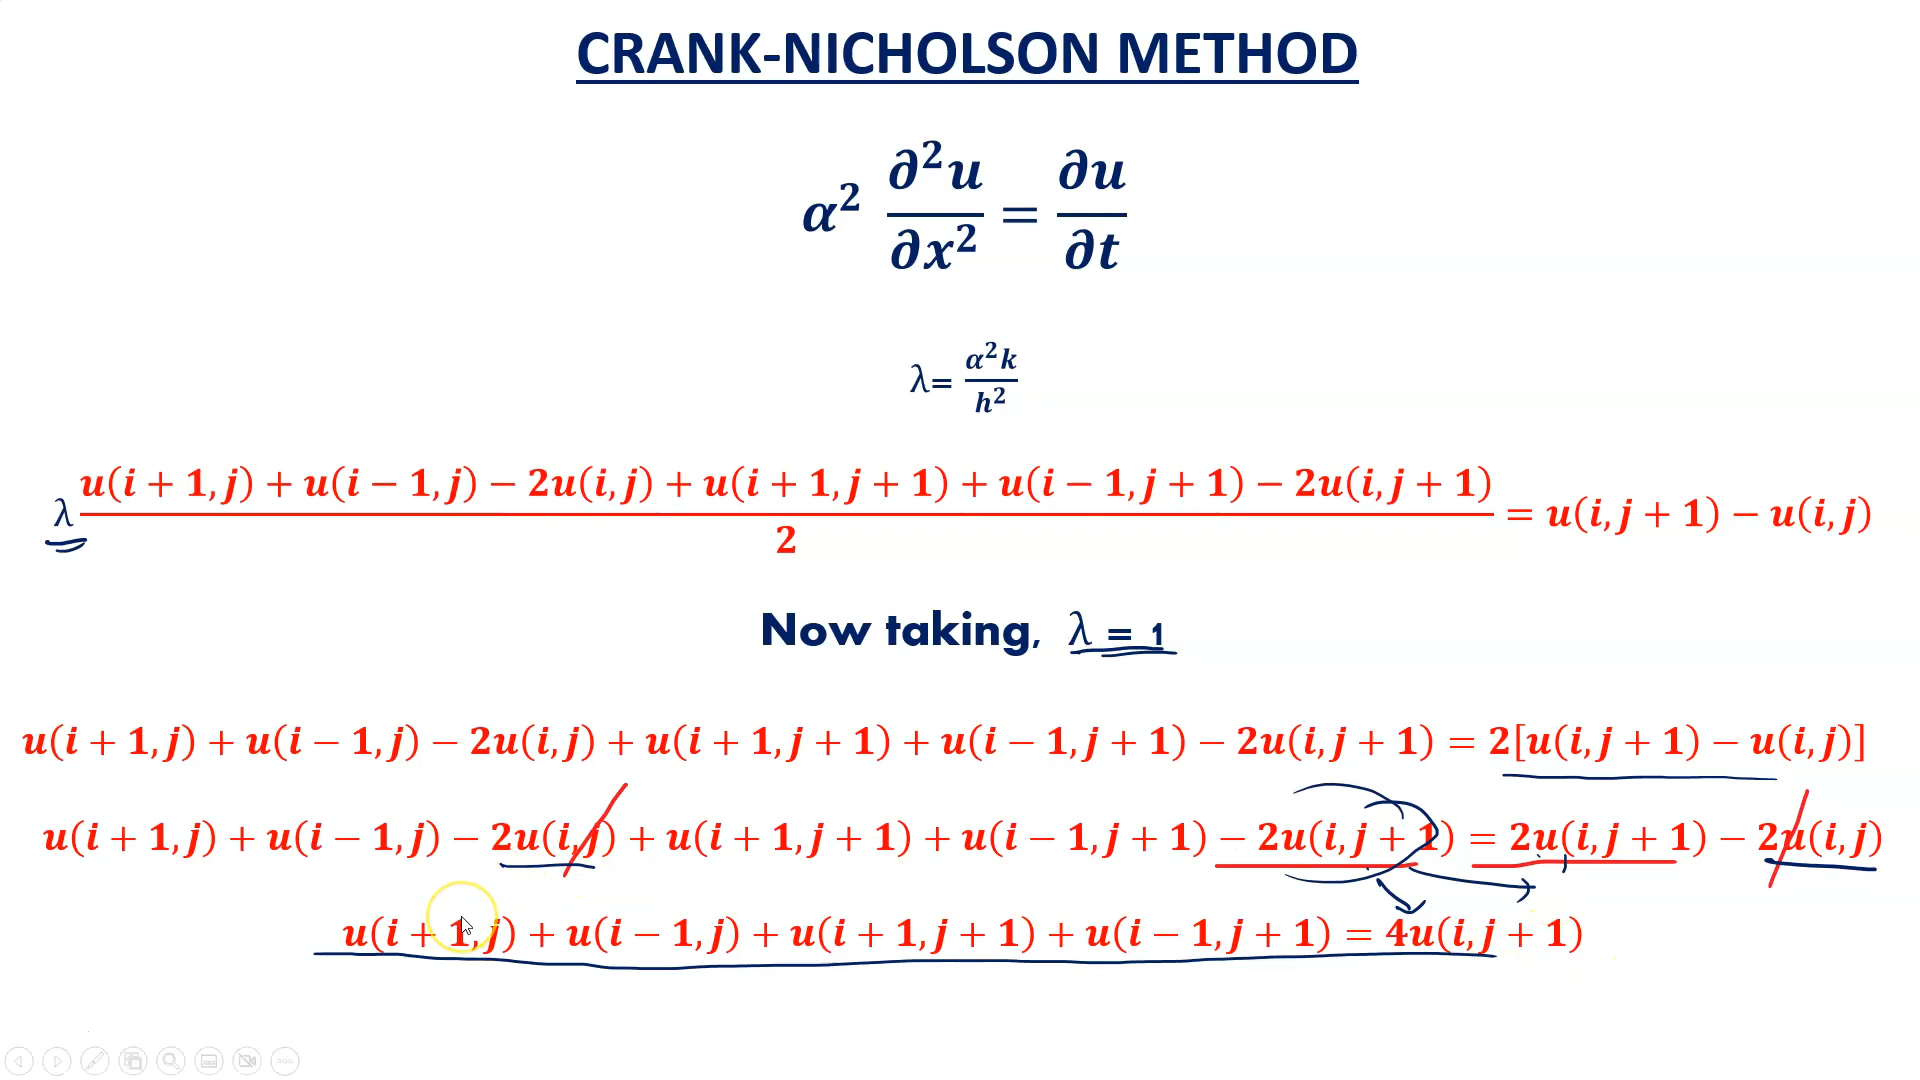 CRANK-NICHOLSON METHOD
α² ∂²u/∂x² = ∂u/∂t
λ= α²k/h²
λ u(i + 1, j) + u(i − 1, j) − 2u(i, j) + u(i + 1, j + 1) + u(i − 1, j + 1) − 2u(i, j + 1)/2 = u(i, j + 1) − u(i, j)
Now taking, λ = 1
u(i + 1, j) + u(i − 1, j) − 2u(i, j) + u(i + 1, j + 1) + u(i − 1, j + 1) − 2u(i, j + 1) = 2[u(i, j + 1) − u(i, j)]
u(i + 1, j) + u(i − 1, j) − 2u(i, j) + u(i + 1, j + 1) + u(i − 1, j + 1) − 2u(i, j + 1) = 2u(i, j + 1) − 2u(i, j)
u(i + 1, j) + u(i − 1, j) + u(i + 1, j + 1) + u(i − 1, j + 1) = 4u(i, j + 1)